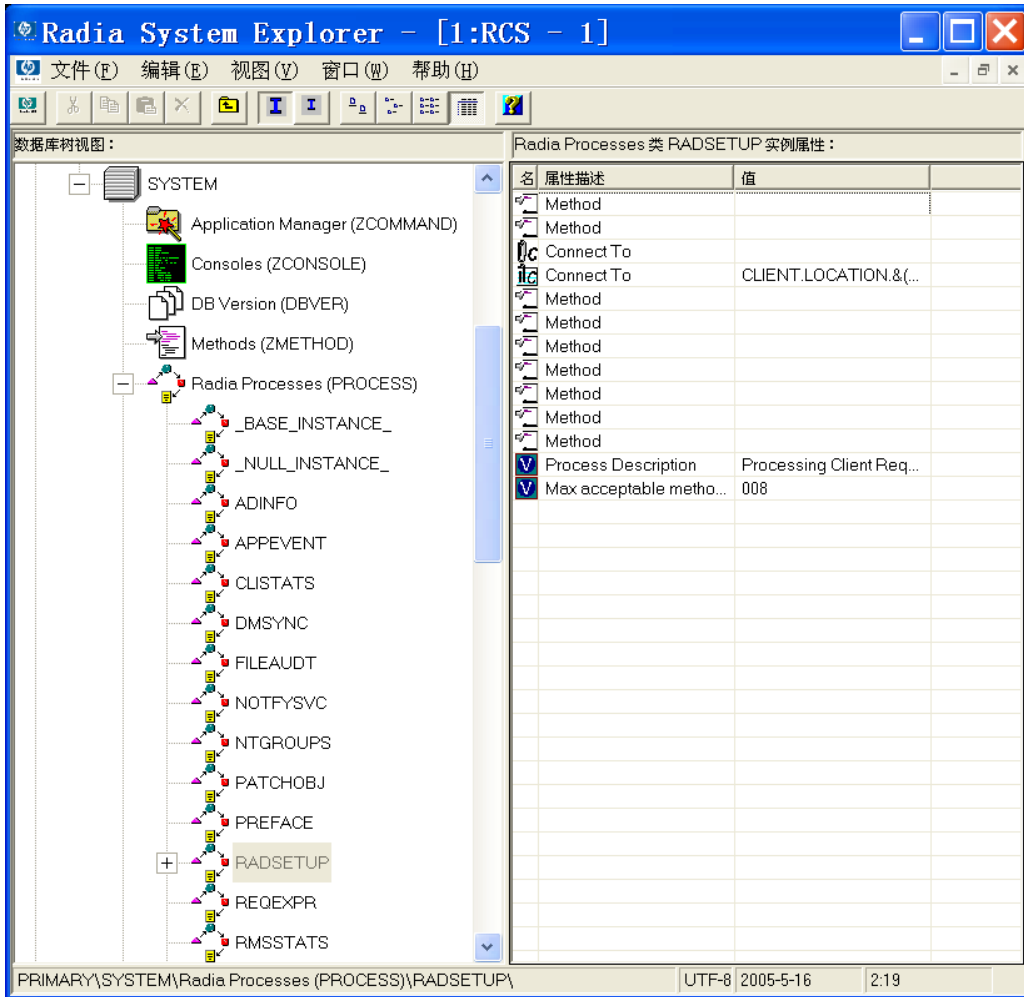 Radia System Explorer - [1:RCS - 1]
文件(F) 编辑(E) 视图(V) 窗口(W) 帮助(H)
数据库树视图：
SYSTEM
Application Manager (ZCOMMAND)
Consoles (ZCONSOLE)
DB Version (DBVER)
Methods (ZMETHOD)
Radia Processes (PROCESS)
_BASE_INSTANCE_
_NULL_INSTANCE_
ADINFO
APPEVENT
CLISTATS
DMSYNC
FILEAUDT
NOTFYSVC
NTGROUPS
PATCHOBJ
PREFACE
RADSETUP
REQEXPR
RMSSTATS
Radia Processes 类 RADSETUP 实例属性：
名 属性描述 值
Method
Method
Connect To
Connect To CLIENT.LOCATION.&(...
Method
Method
Method
Method
Method
Method
Method
Process Description Processing Client Req...
Max acceptable metho... 008
PRIMARY\SYSTEM\Radia Processes (PROCESS)\RADSETUP\ UTF-8 2005-5-16 2:19